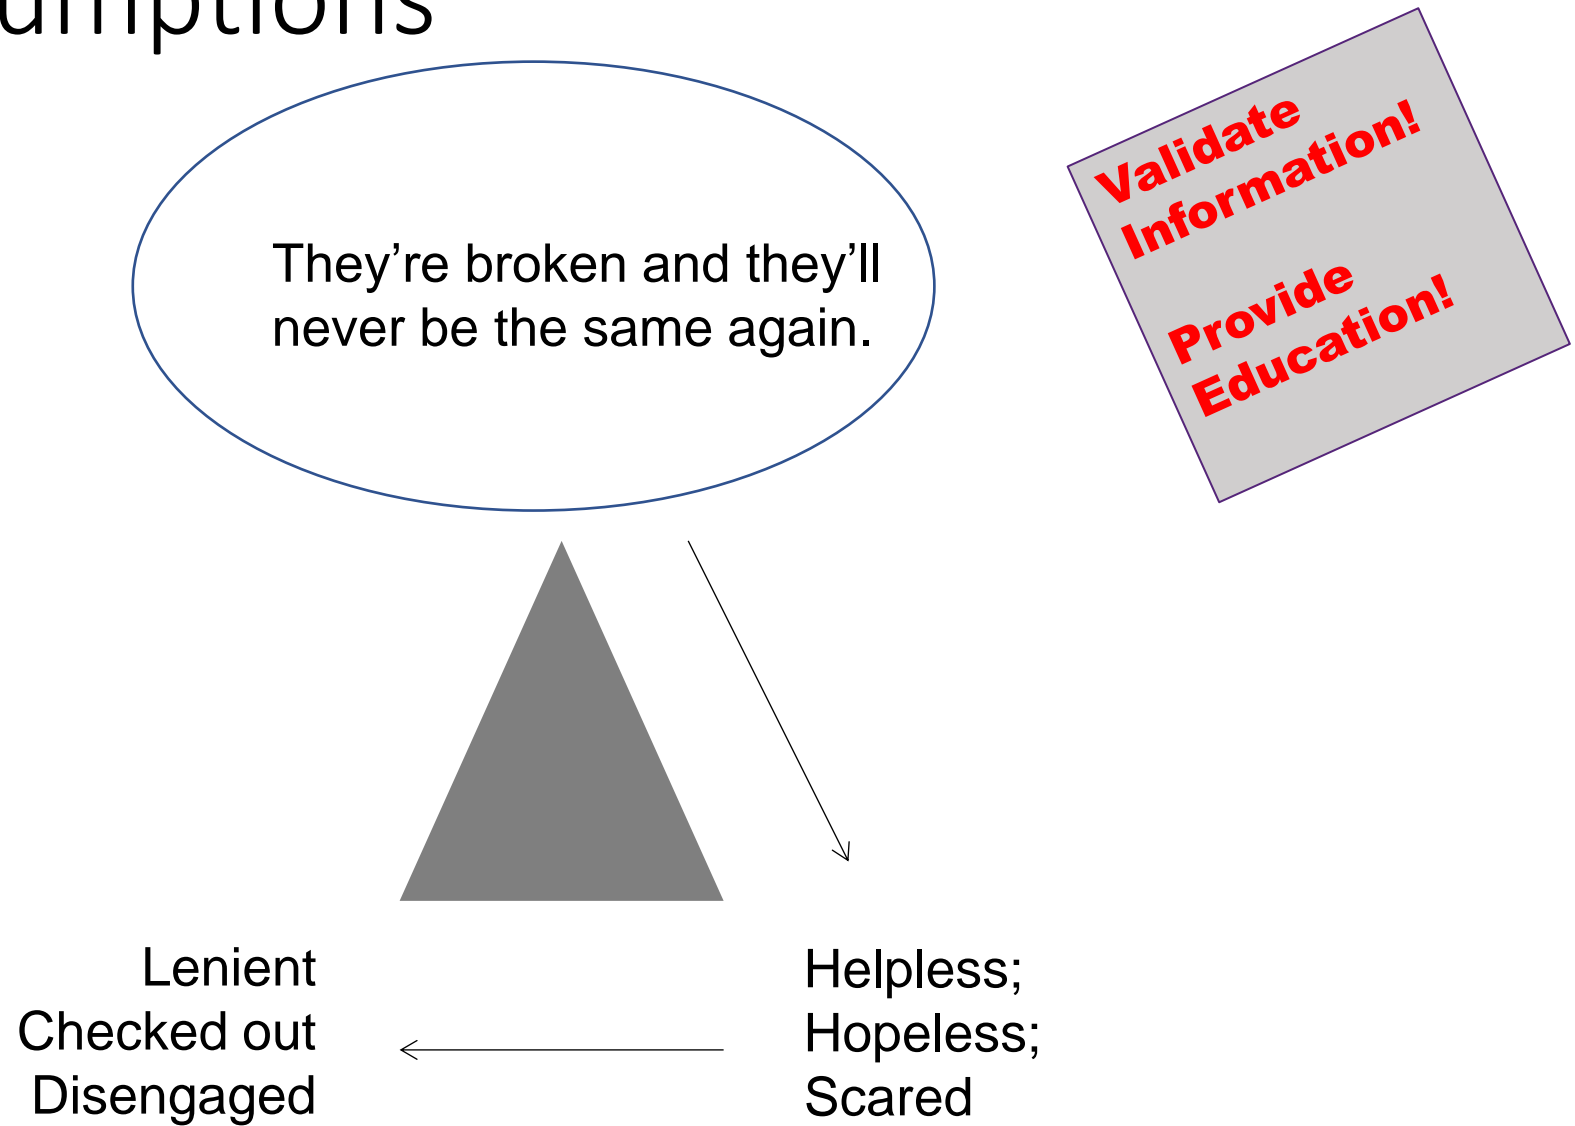 umptions
They’re broken and they’ll
never be the same again.
Validate
Information!
Provide
Education!
Lenient
Checked out
Disengaged
Helpless;
Hopeless;
Scared